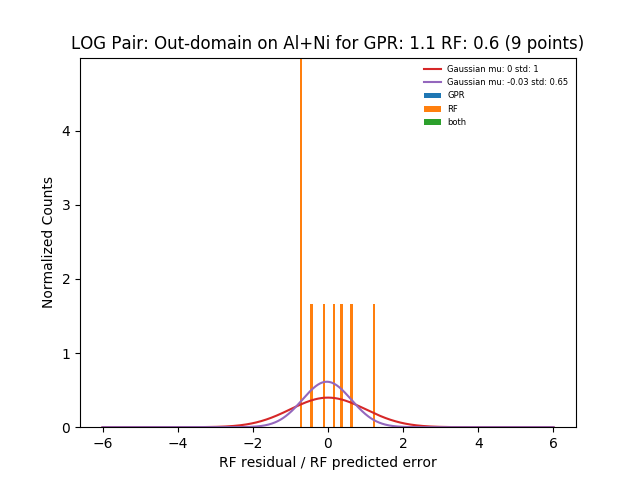 LOG Pair: Out-domain on Al+Ni for GPR: 1.1 RF: 0.6 (9 points)
Gaussian mu: 0 std: 1
Gaussian mu: -0.03 std: 0.65
GPR
RF
both
Normalized Counts
4
3
2
1
0
−6 −4 −2 0 2 4 6
RF residual / RF predicted error